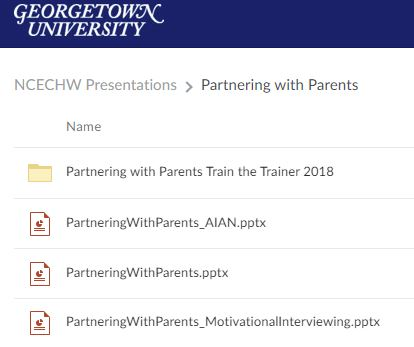 GEORGETOWN
UNIVERSITY
NCECHW Presentations > Partnering with Parents
Name
Partnering with Parents Train the Trainer 2018
PartneringWithParents_AIAN.pptx
PartneringWithParents.pptx
PartneringWithParents_MotivationalInterviewing.pptx